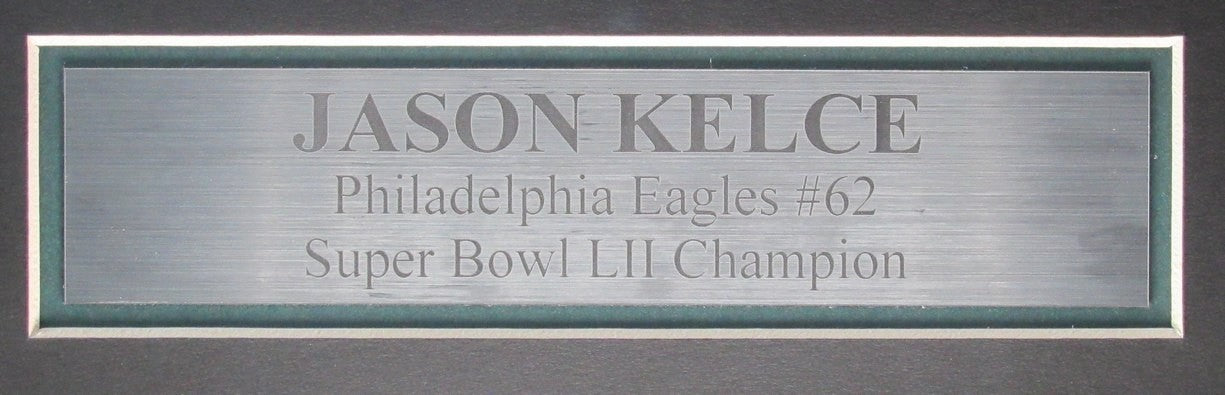 JASON KELCE
Philadelphia Eagles #62
Super Bowl LII Champion